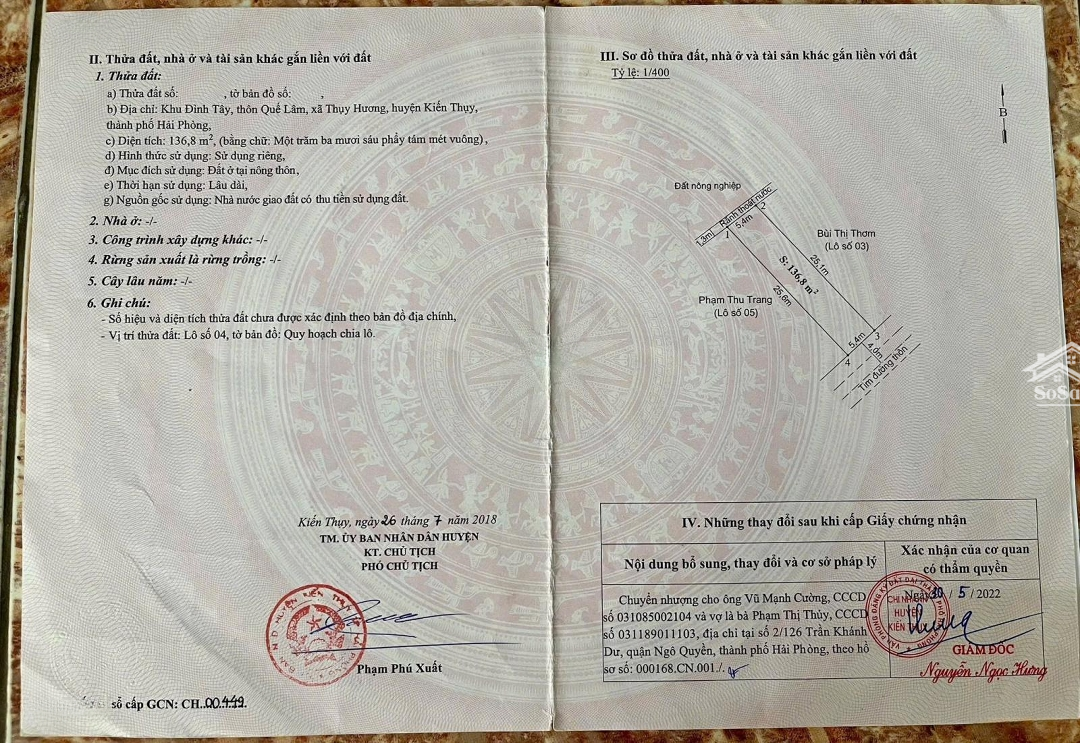 II. Thửa đất, nhà ở và tài sản khác gắn liền với đất
1. Thửa đất:
a) Thửa đất số: , tờ bản đồ số: ,
b) Địa chỉ: Khu Đình Tây, thôn Quế Lâm, xã Thụy Hương, huyện Kiến Thụy,
thành phố Hải Phòng,
c) Diện tích: 136,8 m², (bằng chữ: Một trăm ba mươi sáu phẩy tám mét vuông),
d) Hình thức sử dụng: Sử dụng riêng,
đ) Mục đích sử dụng: Đất ở tại nông thôn,
e) Thời hạn sử dụng: Lâu dài,
g) Nguồn gốc sử dụng: Nhà nước giao đất có thu tiền sử dụng đất.
2. Nhà ở: -/-
3. Công trình xây dựng khác: -/-
4. Rừng sản xuất là rừng trồng: -/-
5. Cây lâu năm: -/-
6. Ghi chú:
- Số hiệu và diện tích thửa đất chưa được xác định theo bản đồ địa chính,
- Vị trí thửa đất: Lô số 04, tờ bản đồ: Quy hoạch chia lô.
Kiến Thụy, ngày 26 tháng 7 năm 2018
TM. ỦY BAN NHÂN DÂN HUYỆN
KT. CHỦ TỊCH
PHÓ CHỦ TỊCH
Phạm Phú Xuất
sổ cấp GCN: CH.00449.
III. Sơ đồ thửa đất, nhà ở và tài sản khác gắn liền với đất
Tỷ lệ: 1/400
B
Đất nông nghiệp
Rãnh thoát nước
1,3m
5,4m
1
2
Bùi Thị Thơm
(Lô số 03)
25,1m
S: 136,8 m²
25,6m
Phạm Thu Trang
(Lô số 05)
5,4m
3
4
4,0m
Tim đường thôn
SoSa
IV. Những thay đổi sau khi cấp Giấy chứng nhận
Nội dung bổ sung, thay đổi và cơ sở pháp lý
Xác nhận của cơ quan
có thẩm quyền
Chuyển nhượng cho ông Vũ Mạnh Cường, CCCD
số 031085002104 và vợ là bà Phạm Thị Thủy, CCCD
số 031189011103, địa chỉ tại số 2/126 Trần Khánh
Dư, quận Ngô Quyền, thành phố Hải Phòng, theo hồ
sơ số: 000168.CN.001./.
Ngày 30 / 5 / 2022
CHI NHÁNH
HUYỆN
KIẾN THỤY
GIÁM ĐỐC
Nguyễn Ngọc Hưng